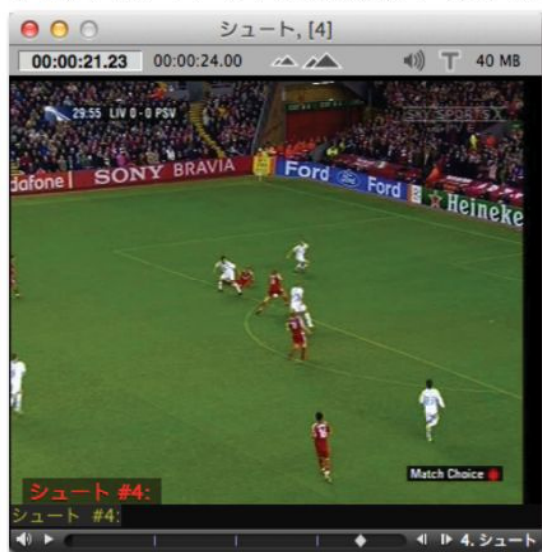 シュート, [4]
00:00:21.23 00:00:24.00 T 40 MB
29:55 LIV 0-0 PSV
SKY SPORTS X
dafone SONY BRAVIA Ford Ford Heineke
Match Choice
シュート #4:
シュート #4:
4. シュート